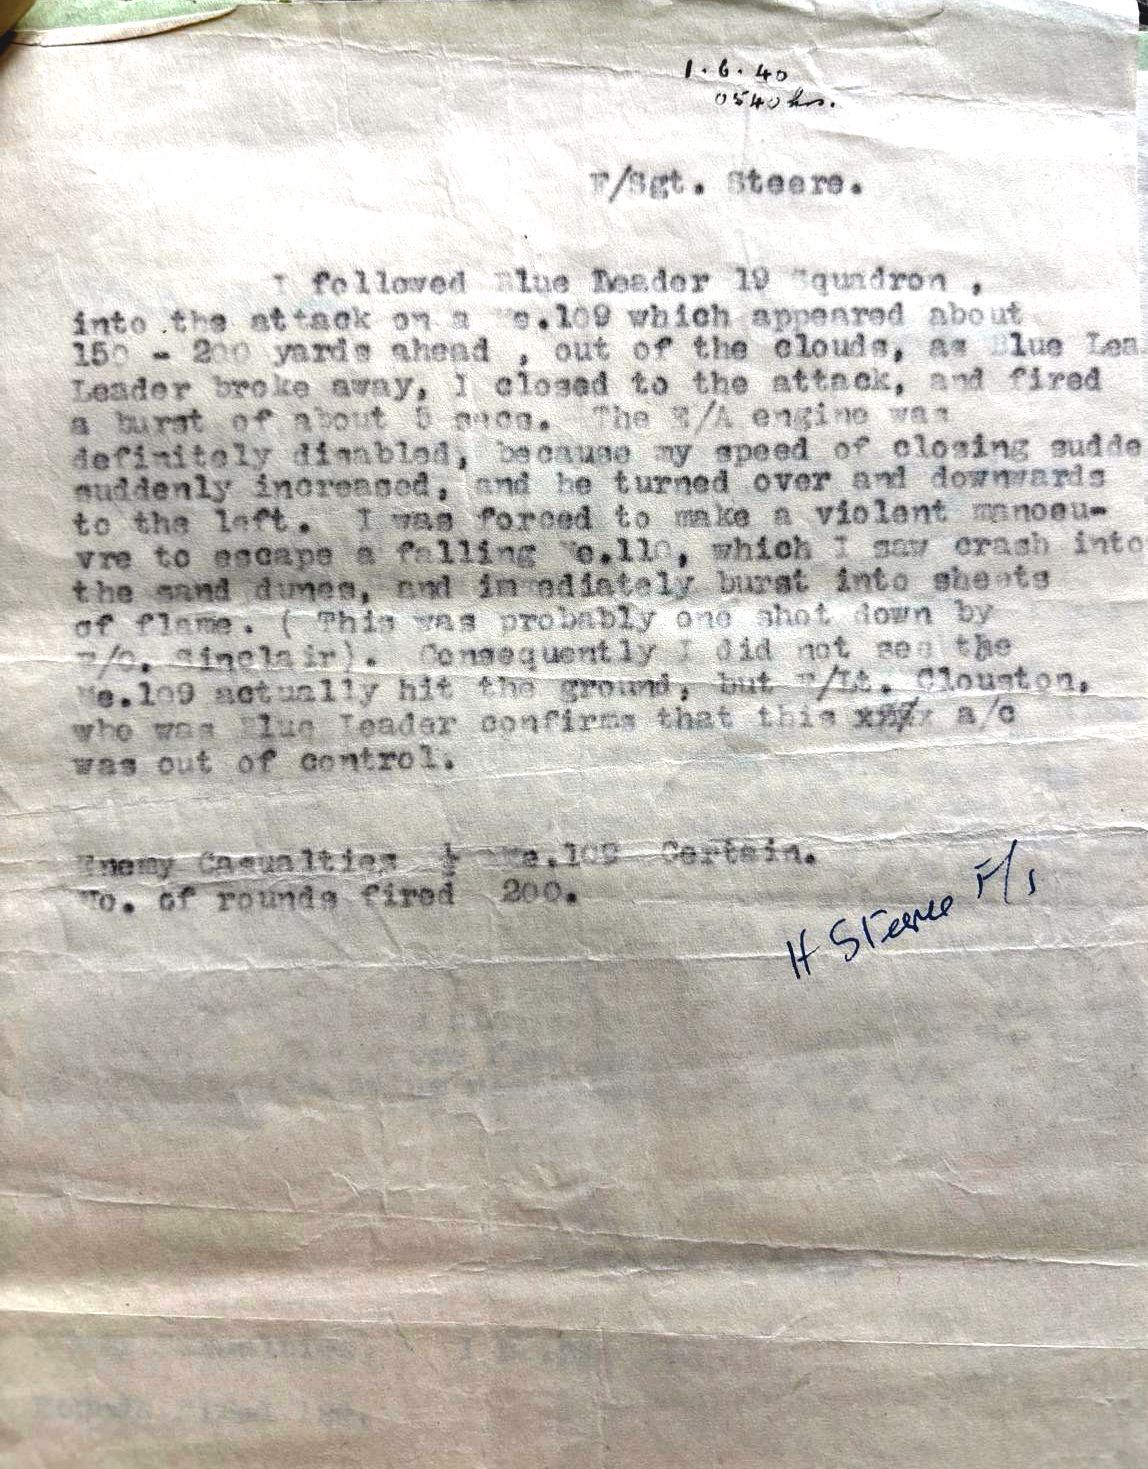 1.6.40
0540 hrs.
F/Sgt. Steere.
I followed Blue Leader 19 Squadron ,
into the attack on a Me.109 which appeared about
150 - 200 yards ahead , out of the clouds, as Blue Lea
Leader broke away, I closed to the attack, and fired
a burst of about 5 secs. The E/A engine was
definitely disabled, because my speed of closing sudde
suddenly increased, and he turned over and downwards
to the left. I was forced to make a violent manoeu-
vre to escape a falling Me.110, which I saw crash into
the sand dunes, and immediately burst into sheets
of flame. ( This was probably one shot down by
F/O. Sinclair). Consequently I did not see the
Me.109 actually hit the ground, but F/Lt. Clouston,
who was Blue Leader confirms that this a/c
was out of control.
Enemy Casualties ½ Me.109 Certain.
No. of rounds fired 200.
H Steere F/S